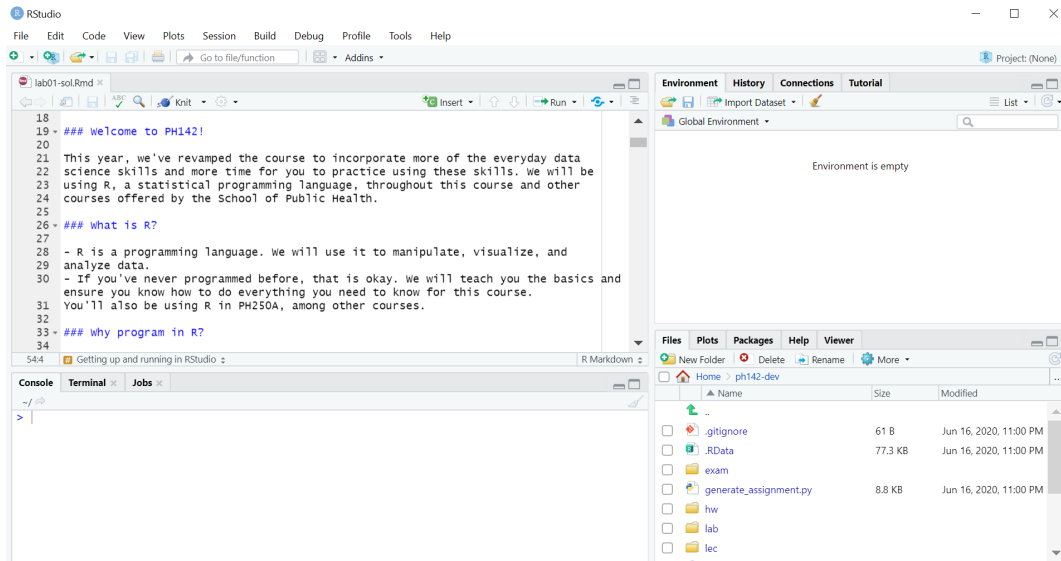 RStudio
File Edit Code View Plots Session Build Debug Profile Tools Help
Go to file/function Addins Project: (None)
lab01-sol.Rmd
ABC Knit Insert Run
18
19 ### Welcome to PH142!
20
21 This year, we've revamped the course to incorporate more of the everyday data
22 science skills and more time for you to practice using these skills. We will be
23 using R, a statistical programming language, throughout this course and other
24 courses offered by the School of Public Health.
25
26 ### What is R?
27
28 - R is a programming language. We will use it to manipulate, visualize, and
29 analyze data.
30 - If you've never programmed before, that is okay. We will teach you the basics and
ensure you know how to do everything you need to know for this course.
31 You'll also be using R in PH250A, among other courses.
32
33 ### Why program in R?
34
54:4 # Getting up and running in RStudio R Markdown
Console Terminal Jobs
~/
>
Environment History Connections Tutorial
Import Dataset List
Global Environment
Environment is empty
Files Plots Packages Help Viewer
New Folder Delete Rename More
Home ph142-dev ...
Name Size Modified
..
.gitignore 61 B Jun 16, 2020, 11:00 PM
.RData 77.3 KB Jun 16, 2020, 11:00 PM
exam
generate_assignment.py 8.8 KB Jun 16, 2020, 11:00 PM
hw
lab
lec